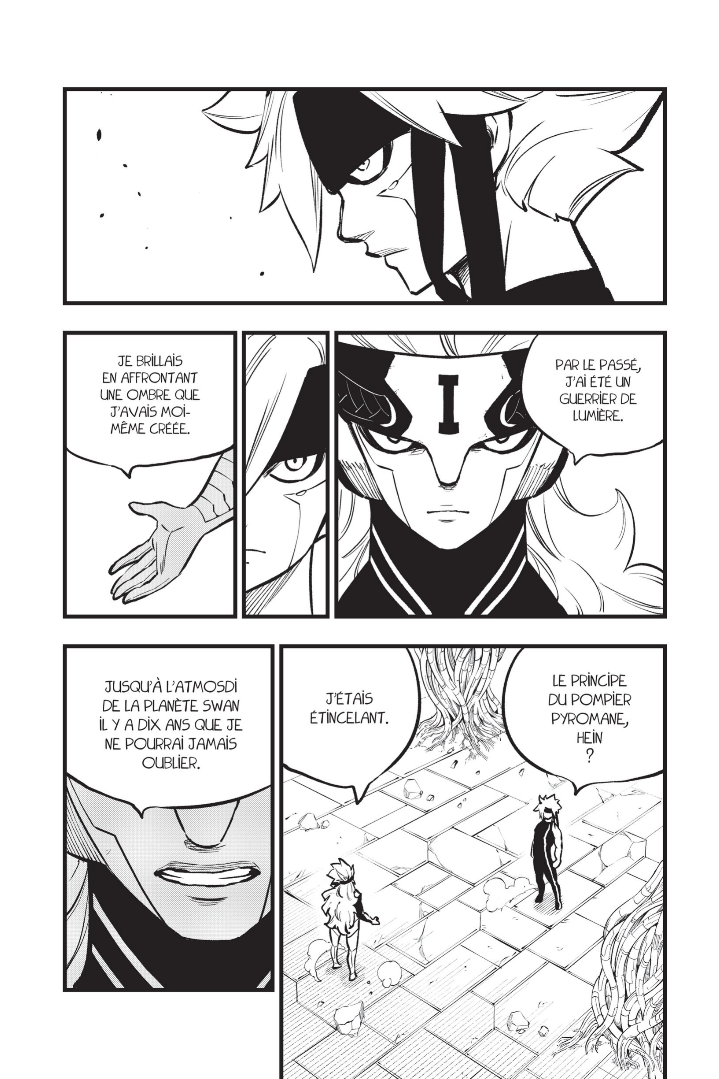 PAR LE PASSÉ,
J'AI ÉTÉ UN
GUERRIER DE
LUMIÈRE.
I
JE BRILLAIS
EN AFFRONTANT
UNE OMBRE QUE
J'AVAIS MOI-
MÊME CRÉÉE.
LE PRINCIPE
DU POMPIER
PYROMANE,
HEIN
?
J'ÉTAIS
ÉTINCELANT.
JUSQU'À L'ATMOSDI
DE LA PLANÈTE SWAN
IL Y A DIX ANS QUE JE
NE POURRAI JAMAIS
OUBLIER.